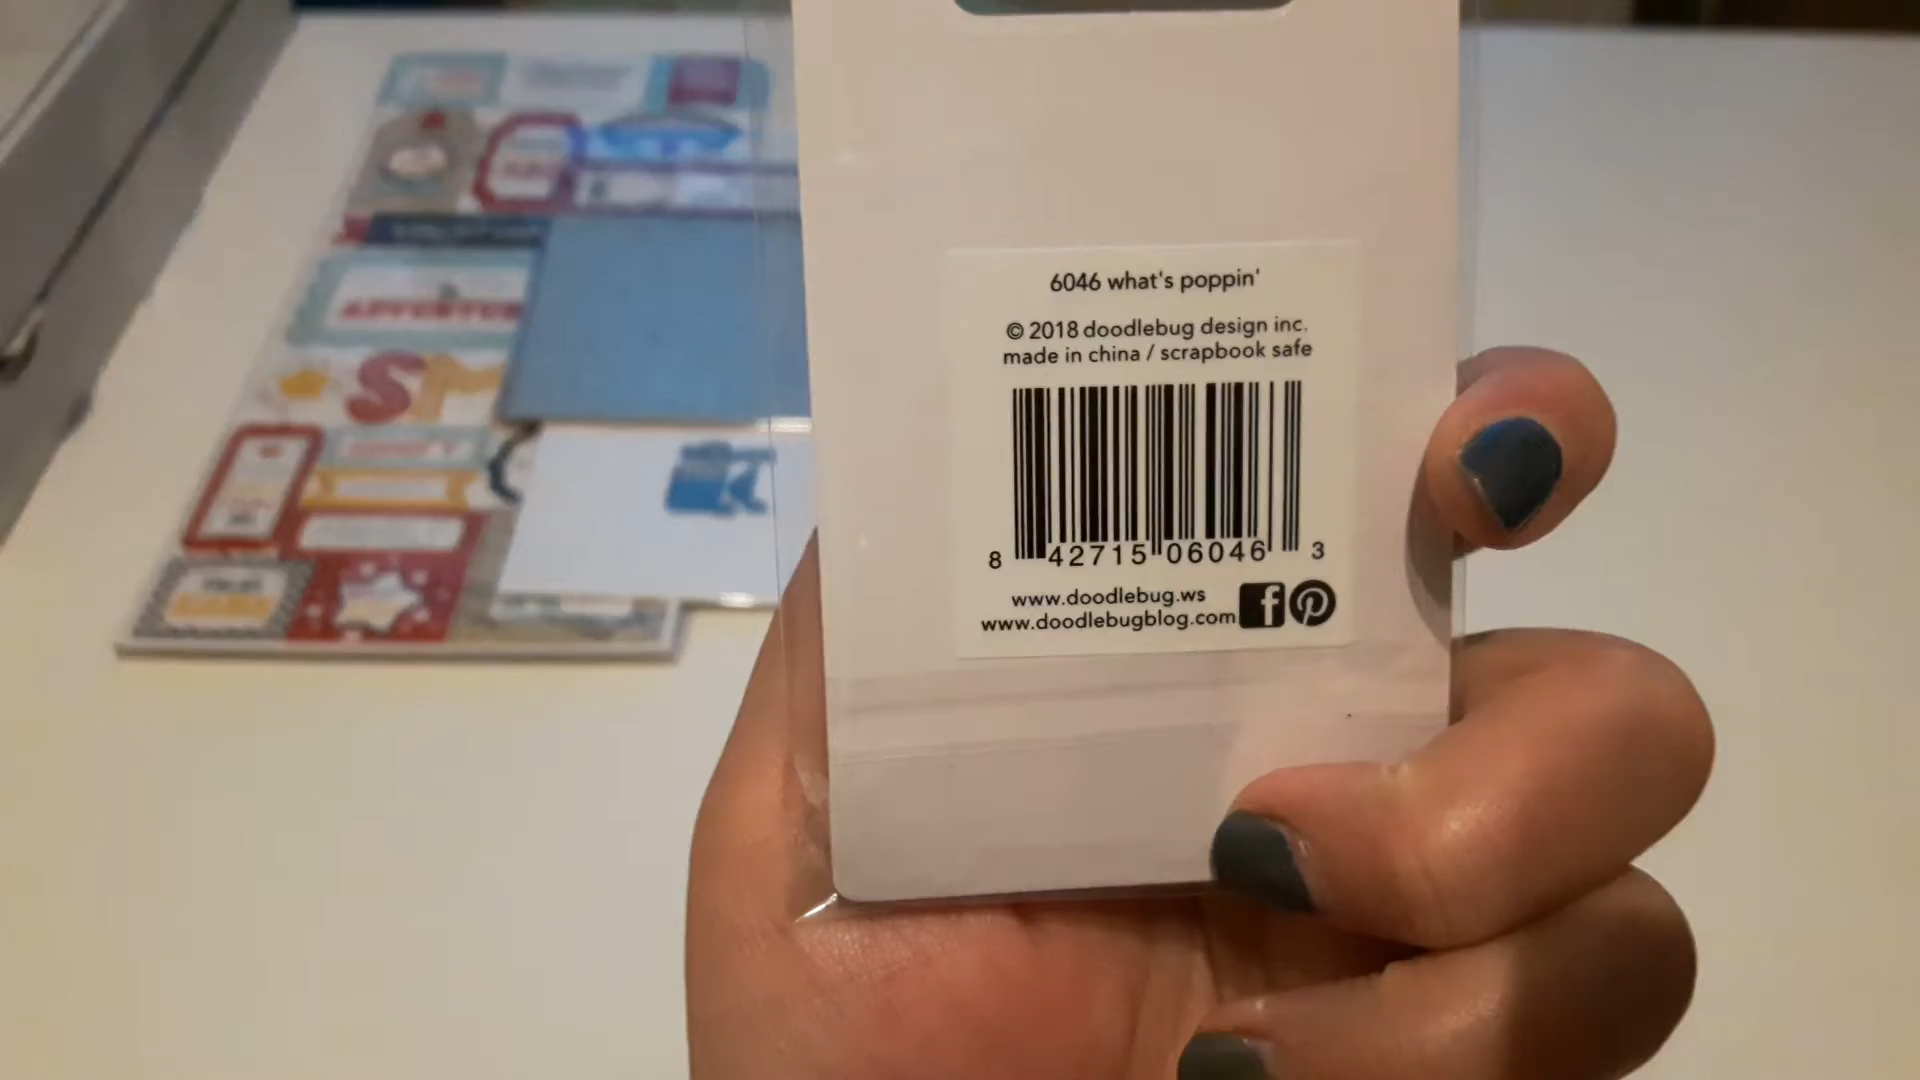 6046 what's poppin'
© 2018 doodlebug design inc.
made in china / scrapbook safe
8 42715 06046 3
www.doodlebug.ws
www.doodlebugblog.com
ADVENTURE